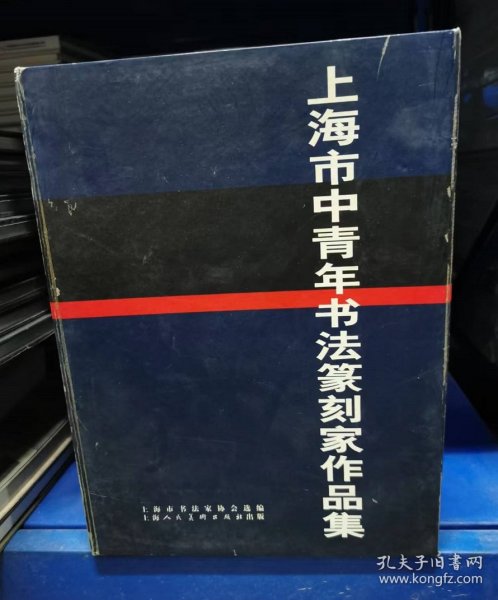 上海市中青年书法篆刻家作品集
上海市书法家协会选编
上海人民美术出版社出版
孔夫子旧书网
www.kongfz.com